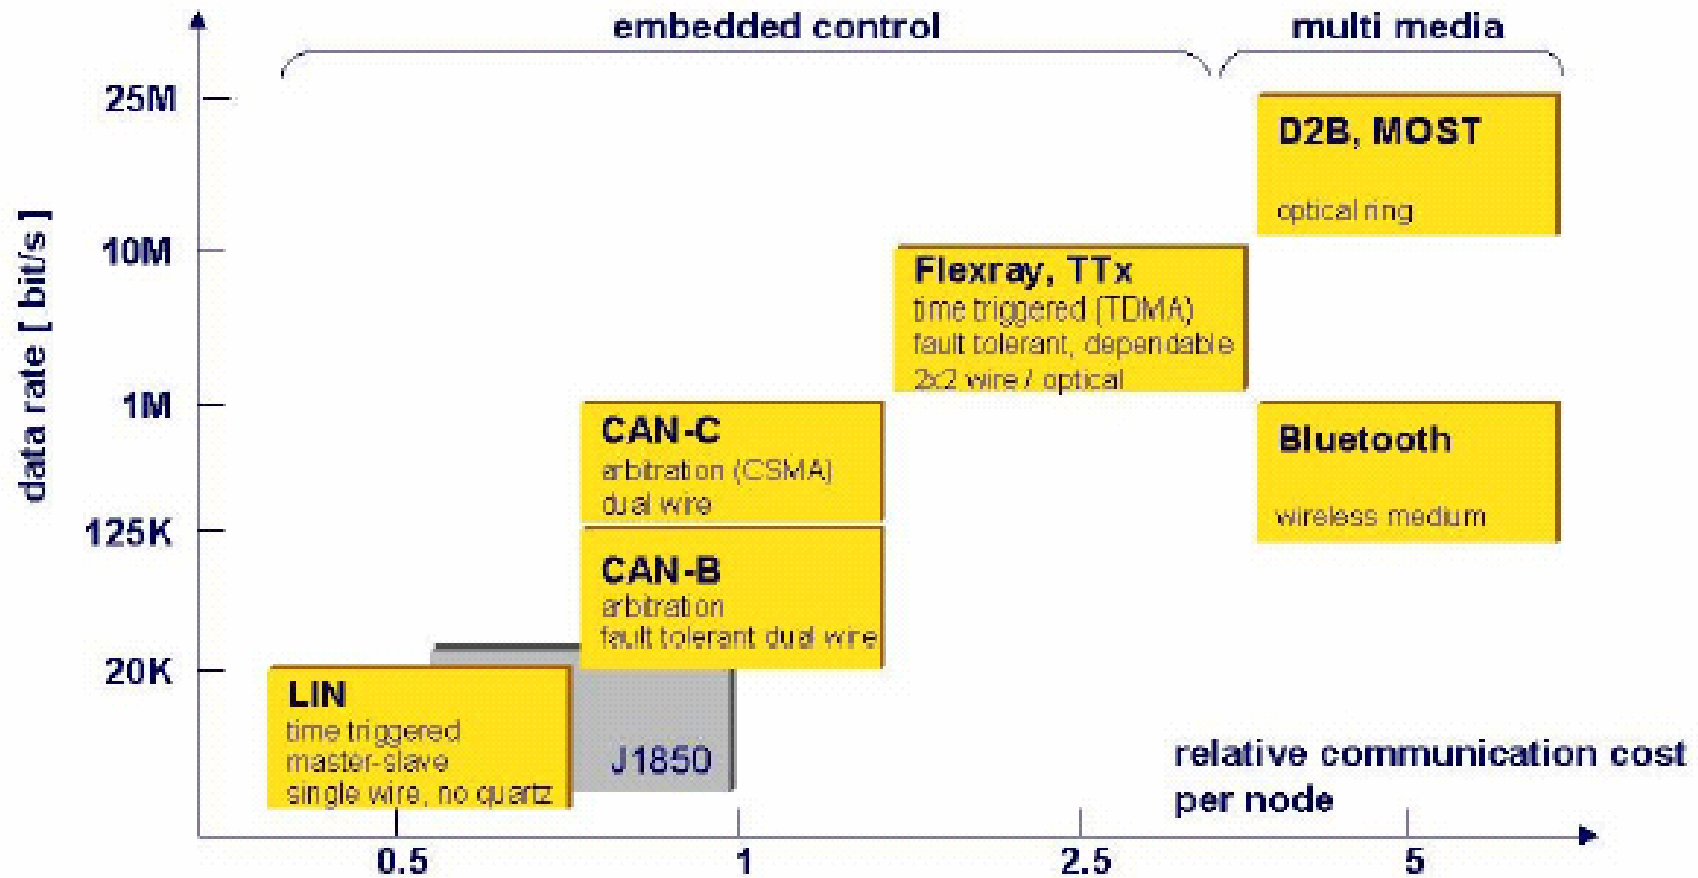 embedded control
multi media
25M
D2B, MOST
optical ring
10M
Flexray, TTx
time triggered (TDMA)
fault tolerant, dependable
2x2 wire / optical
data rate [ bit/s ]
1M
CAN-C
arbitration (CSMA)
dual wire
Bluetooth
wireless medium
125K
CAN-B
arbitration
fault tolerant dual wire
20K
LIN
time triggered
master-slave
single wire, no quartz
J1850
relative communication cost
per node
0.5
1
2.5
5